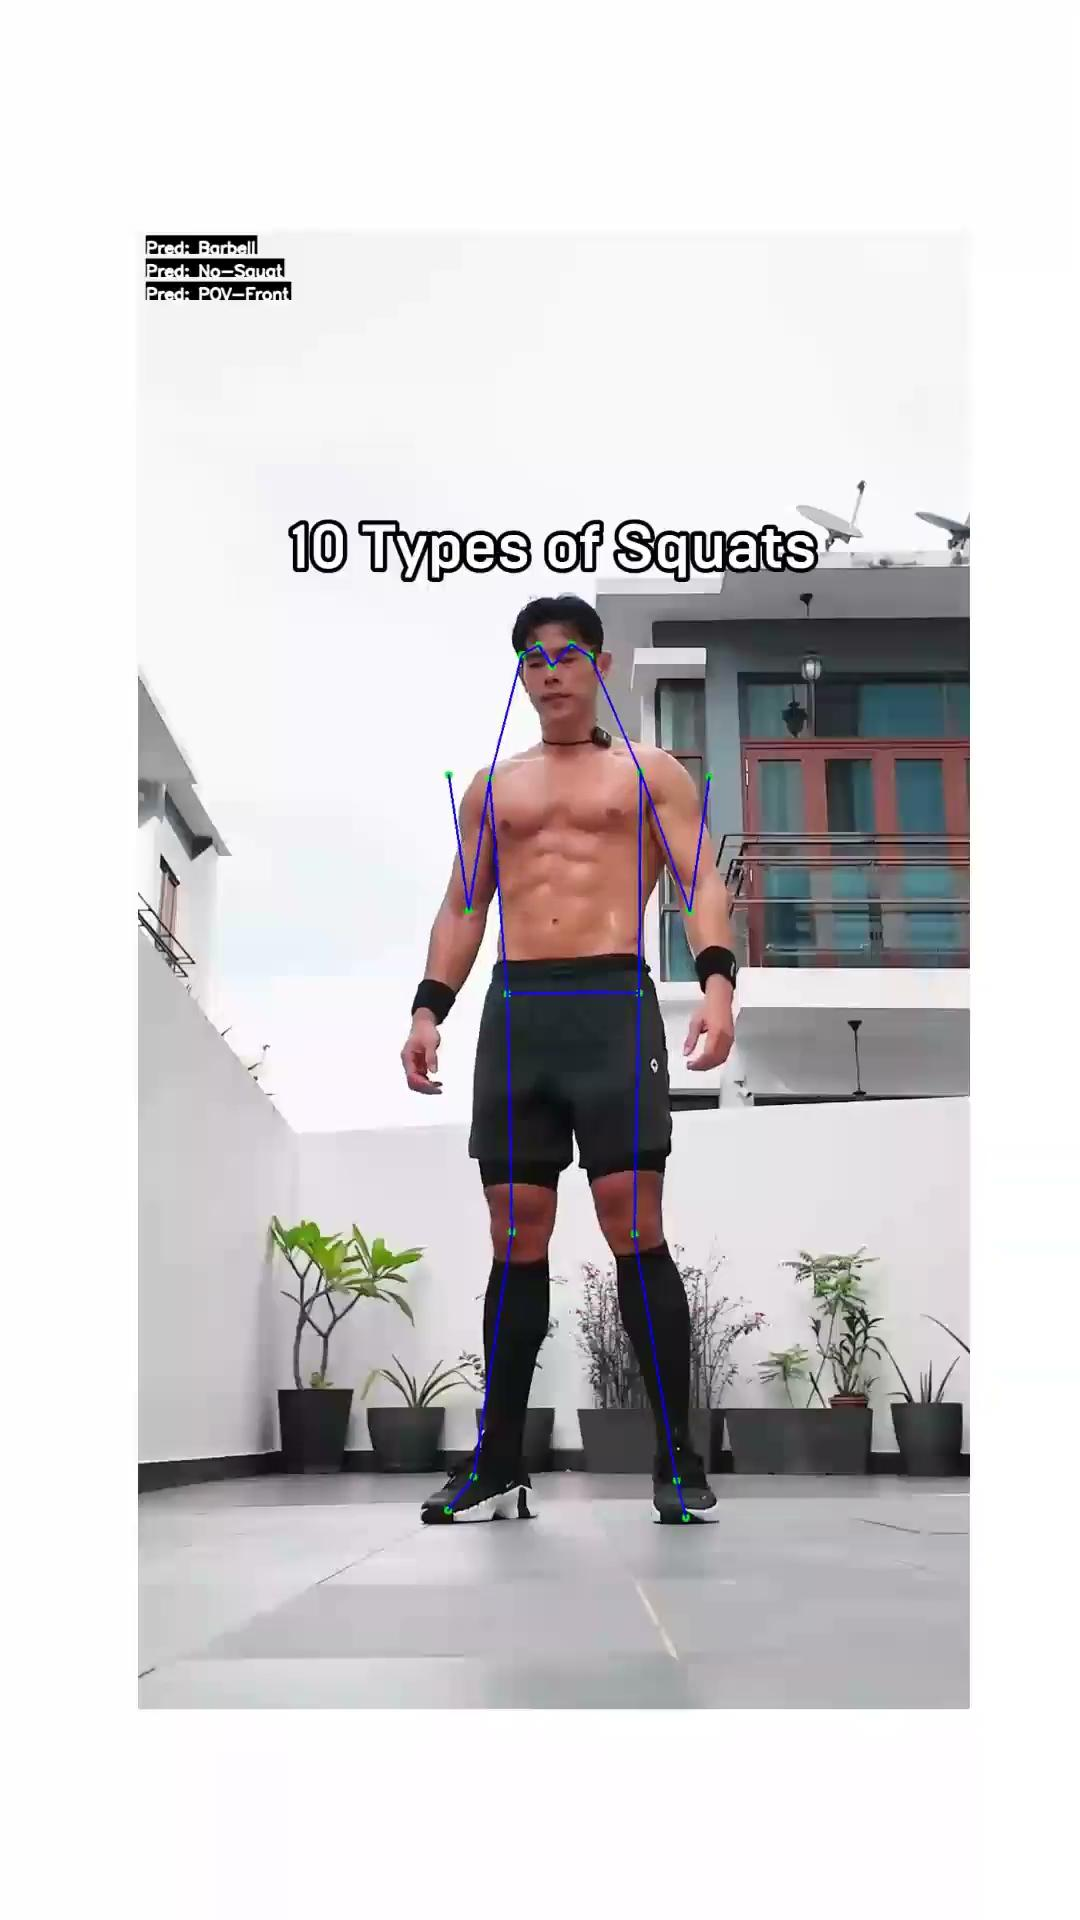 Pred: Barbell
Pred: No-Squat
Pred: POV-Front
10 Types of Squats